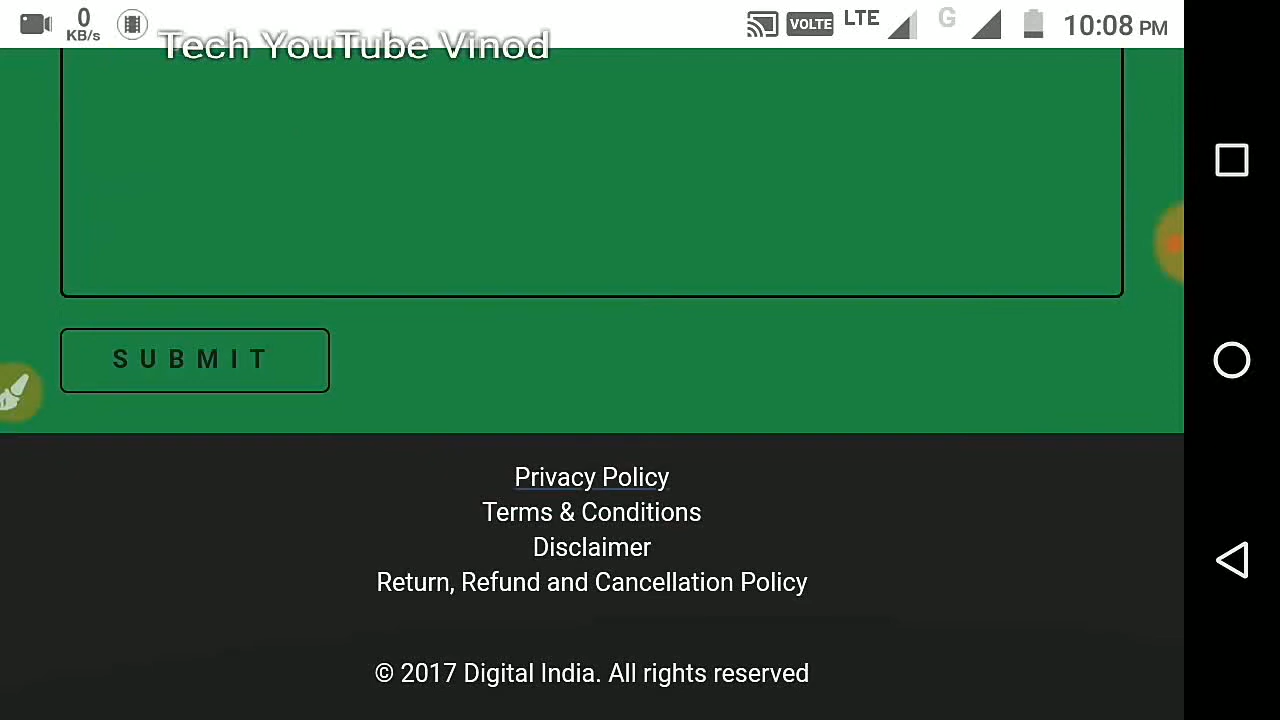 0
KB/s
VOLTE LTE G 10:08 PM
Tech YouTube Vinod
SUBMIT
Privacy Policy
Terms & Conditions
Disclaimer
Return, Refund and Cancellation Policy
© 2017 Digital India. All rights reserved